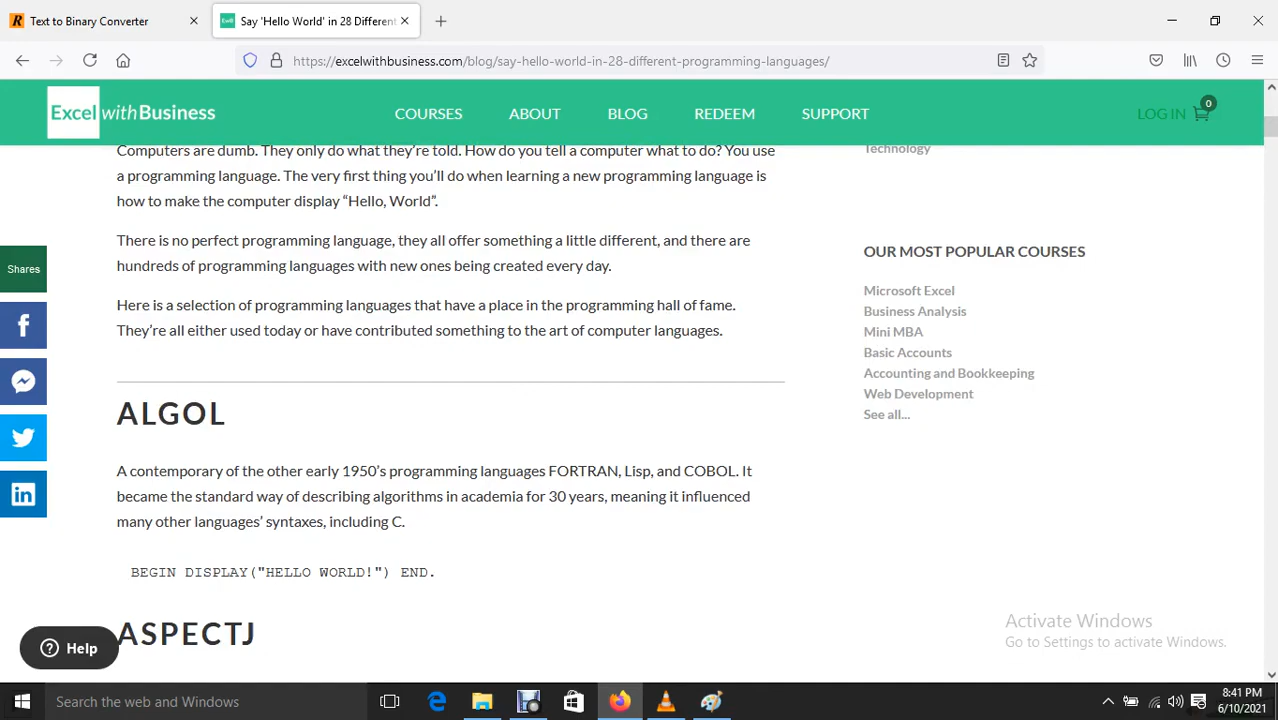 Text to Binary Converter
Say 'Hello World' in 28 Different
https://excelwithbusiness.com/blog/say-hello-world-in-28-different-programming-languages/
Excel with Business
COURSES
ABOUT
BLOG
REDEEM
SUPPORT
LOG IN
0
Computers are dumb. They only do what they're told. How do you tell a computer what to do? You use
a programming language. The very first thing you'll do when learning a new programming language is
how to make the computer display “Hello, World”.
There is no perfect programming language, they all offer something a little different, and there are
hundreds of programming languages with new ones being created every day.
Here is a selection of programming languages that have a place in the programming hall of fame.
They're all either used today or have contributed something to the art of computer languages.
ALGOL
A contemporary of the other early 1950's programming languages FORTRAN, Lisp, and COBOL. It
became the standard way of describing algorithms in academia for 30 years, meaning it influenced
many other languages' syntaxes, including C.
BEGIN DISPLAY("HELLO WORLD!") END.
ASPECTJ
Technology
OUR MOST POPULAR COURSES
Microsoft Excel
Business Analysis
Mini MBA
Basic Accounts
Accounting and Bookkeeping
Web Development
See all...
Shares
Help
Activate Windows
Go to Settings to activate Windows.
Search the web and Windows
8:41 PM
6/10/2021